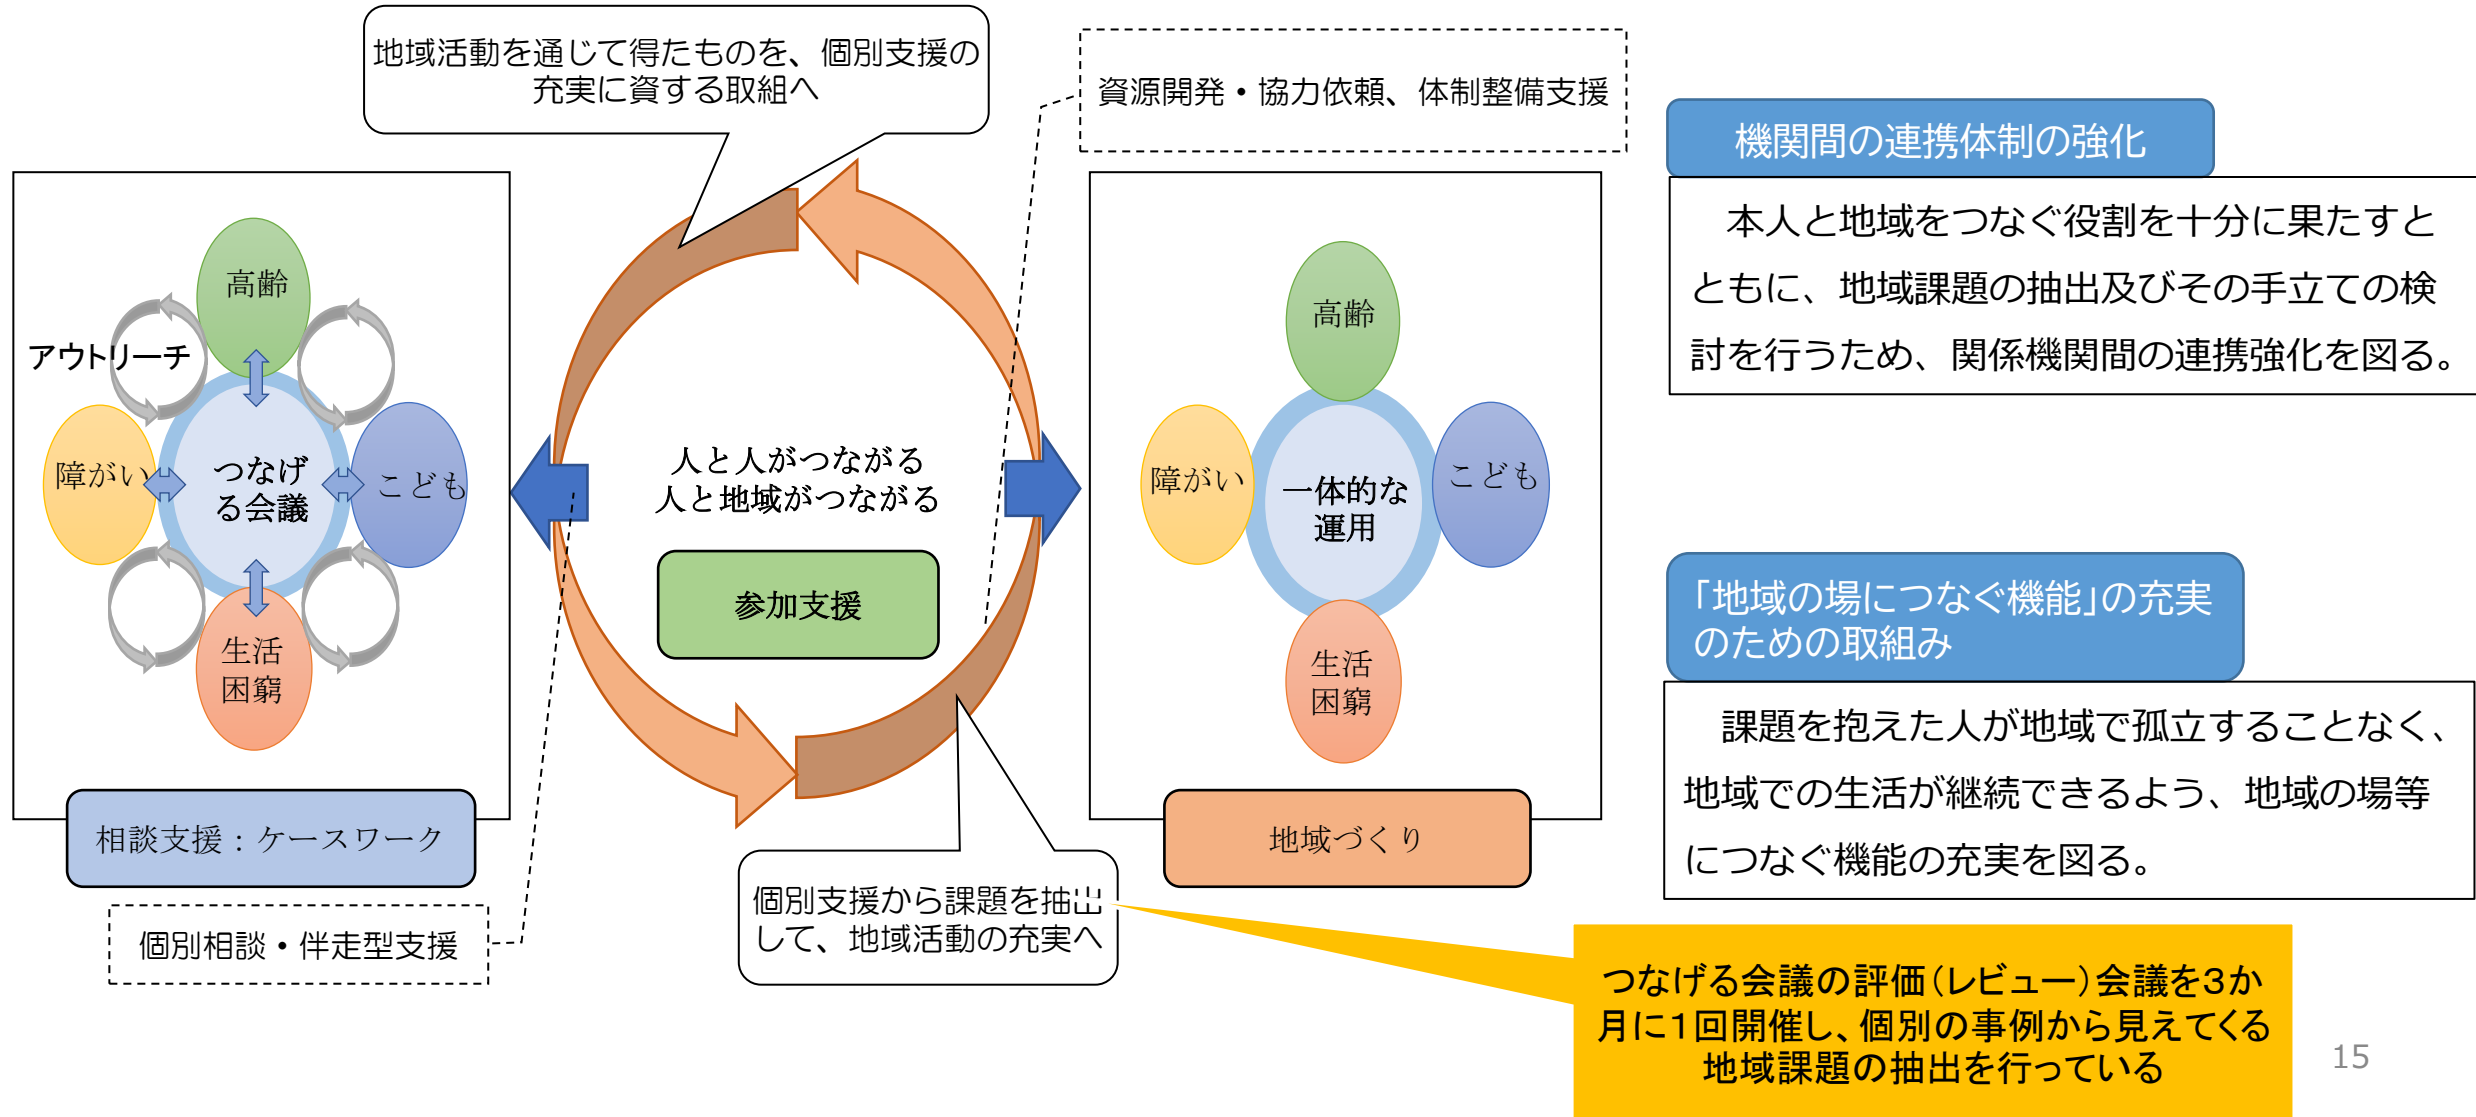 地域活動を通じて得たものを、個別支援の
充実に資する取組へ
資源開発・協力依頼、体制整備支援
高齢
アウトリーチ
障がい
つなげ
る会議
こども
生活
困窮
相談支援：ケースワーク
個別相談・伴走型支援
人と人がつながる
人と地域がつながる
参加支援
個別支援から課題を抽出
して、地域活動の充実へ
高齢
障がい
一体的な
運用
こども
生活
困窮
地域づくり
機関間の連携体制の強化
本人と地域をつなぐ役割を十分に果たすと
ともに、地域課題の抽出及びその手立ての検
討を行うため、関係機関間の連携強化を図る。
「地域の場につなぐ機能」の充実
のための取組み
課題を抱えた人が地域で孤立することなく、
地域での生活が継続できるよう、地域の場等
につなぐ機能の充実を図る。
つなげる会議の評価（レビュー）会議を３か
月に１回開催し、個別の事例から見えてくる
地域課題の抽出を行っている
15